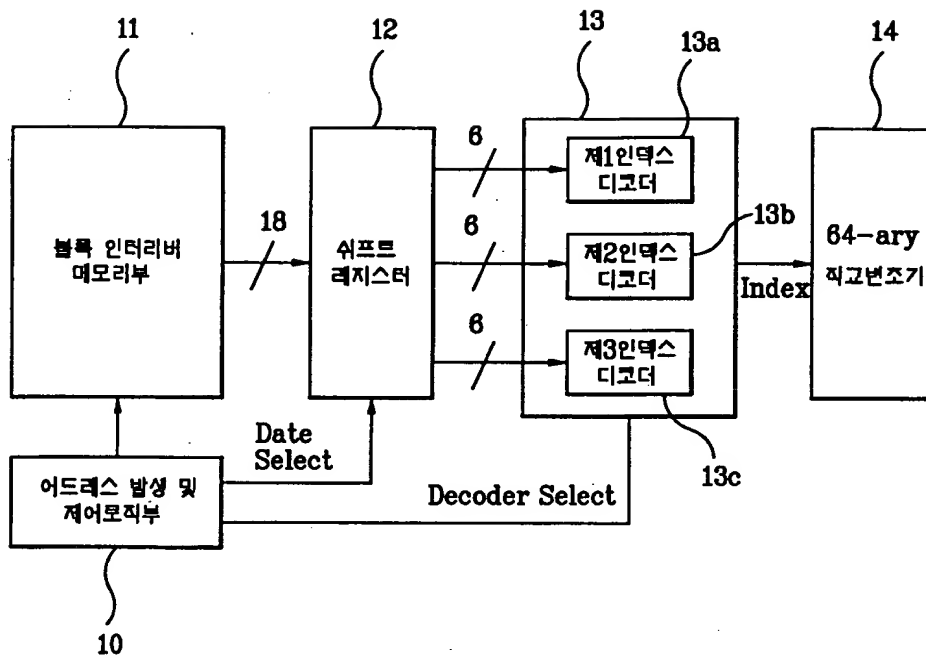 11
12
13
13a
14
블록 인터리버
메모리부
18
쉬프트
레지스터
6
6
6
제1인덱스
디코더
제2인덱스
디코더
제3인덱스
디코더
13b
13c
Index
64-ary
직교변조기
Date
Select
Decoder Select
어드레스 발생 및
제어로직부
10